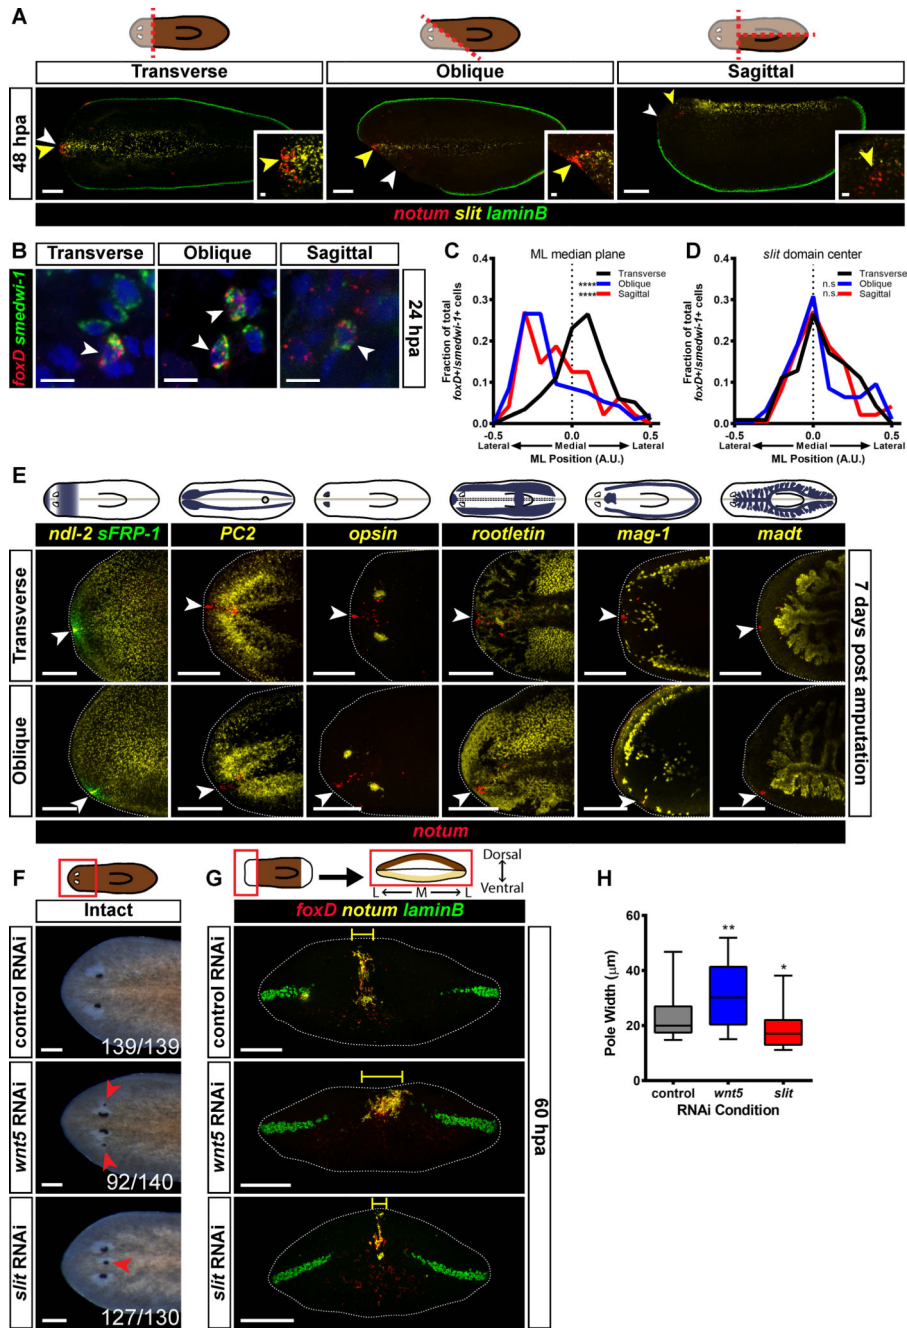 A
Transverse
Oblique
Sagittal
48 hpa
notum slit laminB
B
Transverse
Oblique
Sagittal
foxD smedwi-1
24 hpa
C
ML median plane
Transverse
**** Oblique
**** Sagittal
Fraction of total
foxD+/smedwi-1+ cells
0.4
0.3
0.2
0.1
0.0
-0.5
0.0
0.5
Lateral
Medial
Lateral
ML Position (A.U.)
D
slit domain center
Transverse
n.s Oblique
n.s. Sagittal
Fraction of total
foxD+/smedwi-1+ cells
0.4
0.3
0.2
0.1
0.0
-0.5
0.0
0.5
Lateral
Medial
Lateral
ML Position (A.U.)
E
ndl-2 sFRP-1
PC2
opsin
rootletin
mag-1
madt
Transverse
Oblique
7 days post amputation
notum
F
Intact
control RNAi
139/139
wnt5 RNAi
92/140
slit RNAi
127/130
G
Dorsal
Ventral
L
M
L
foxD notum laminB
control RNAi
wnt5 RNAi
slit RNAi
60 hpa
H
Pole Width (μm)
60
40
20
0
**
*
control
wnt5
slit
RNAi Condition